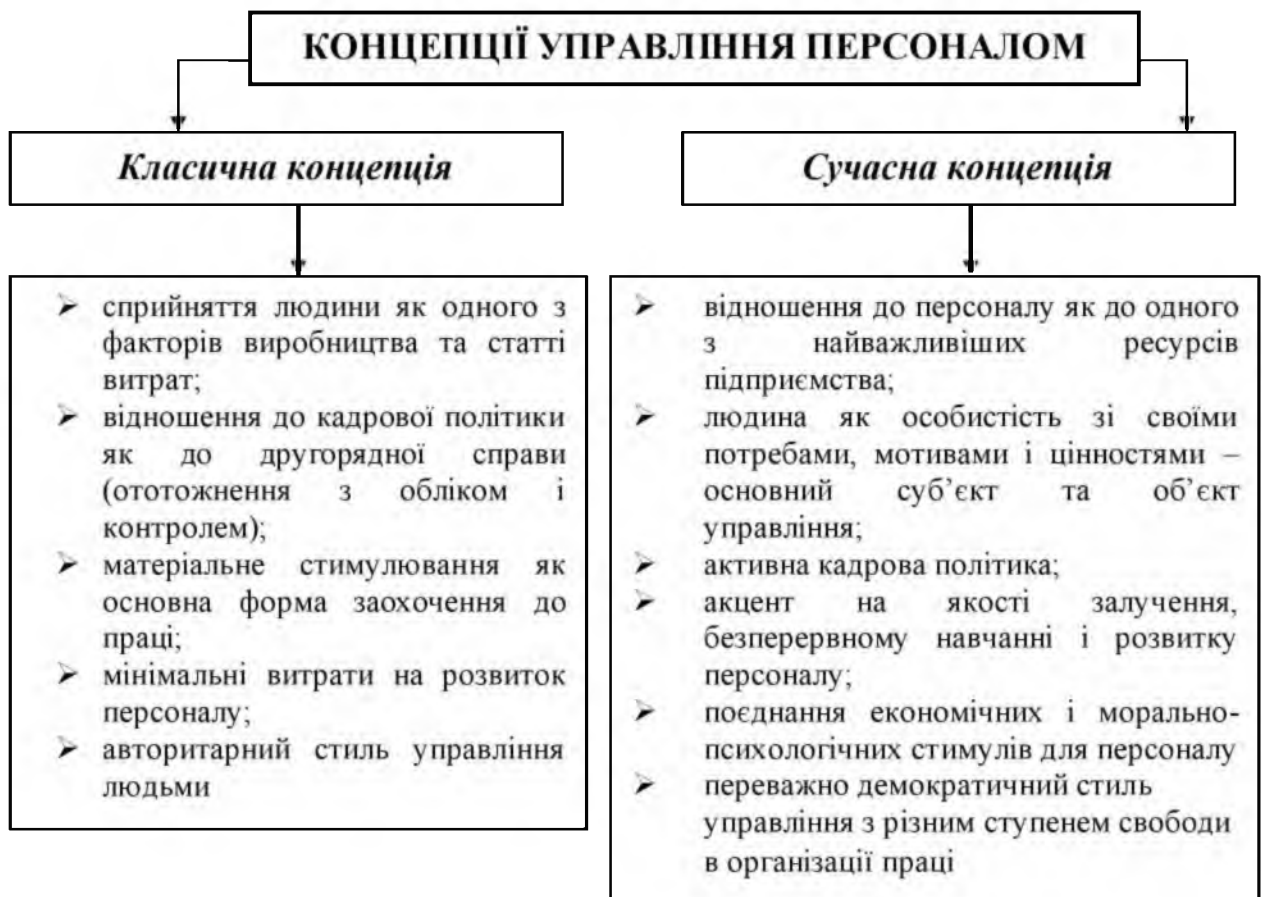 КОНЦЕПЦІЇ УПРАВЛІННЯ ПЕРСОНАЛОМ
Класична концепція
сприйняття людини як одного з
факторів виробництва та статті
витрат;
відношення до кадрової політики
як до другорядної справи
(ототожнення з обліком і
контролем);
матеріальне стимулювання як
основна форма заохочення до
праці;
мінімальні витрати на розвиток
персоналу;
авторитарний стиль управління
людьми
Сучасна концепція
відношення до персоналу як до одного
з найважливіших ресурсів
підприємства;
людина як особистість зі своїми
потребами, мотивами і цінностями –
основний суб’єкт та об’єкт
управління;
активна кадрова політика;
акцент на якості залучення,
безперервному навчанні і розвитку
персоналу;
поєднання економічних і морально-
психологічних стимулів для персоналу
переважно демократичний стиль
управління з різним ступенем свободи
в організації праці